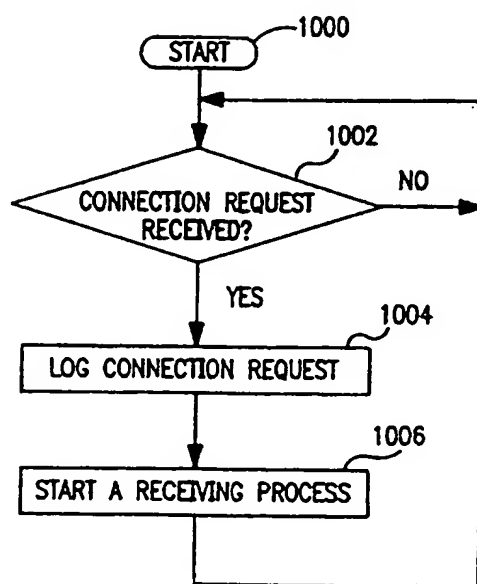 1000
START
1002
CONNECTION REQUEST
RECEIVED?
NO
YES
1004
LOG CONNECTION REQUEST
1006
START A RECEIVING PROCESS